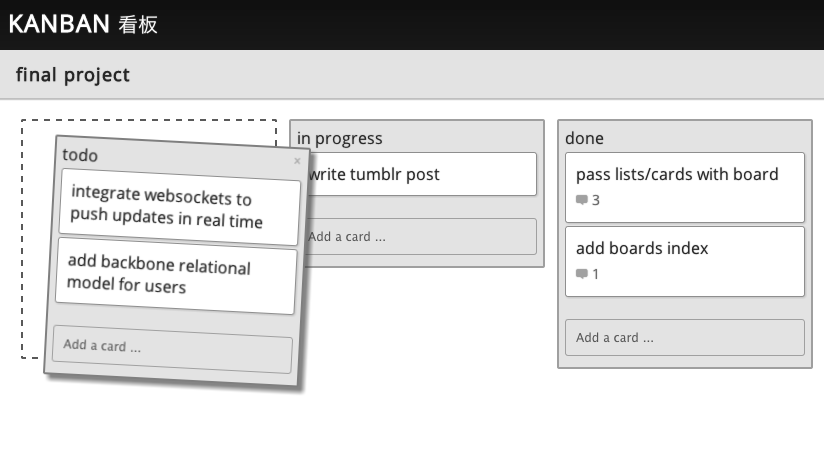 KANBAN 看板
final project
todo
x
integrate websockets to
push updates in real time
add backbone relational
model for users
Add a card ...
in progress
write tumblr post
Add a card ...
done
pass lists/cards with board
3
add boards index
1
Add a card ...